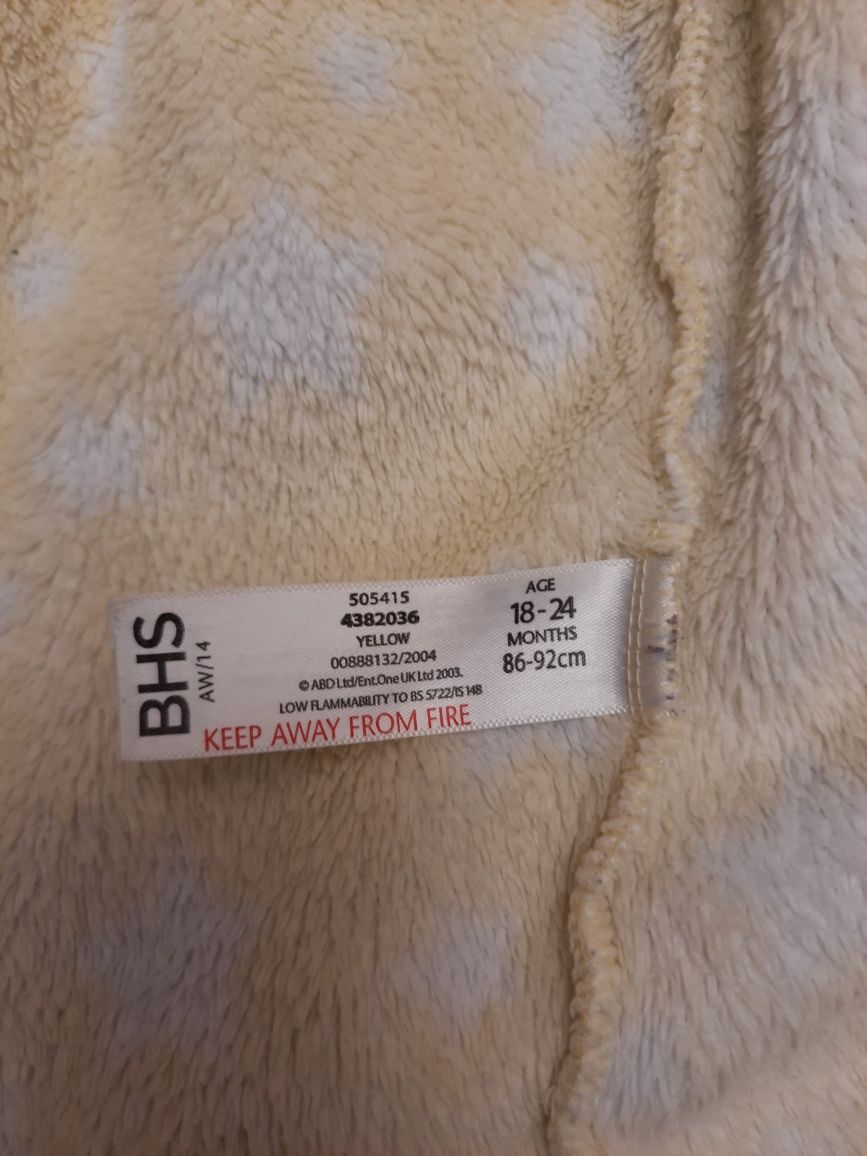 BHS
AW/14
505415
4382036
YELLOW
00888132/2004
© ABD Ltd/Ent.One UK Ltd 2003.
LOW FLAMMABILITY TO BS 5722/IS 148
KEEP AWAY FROM FIRE
AGE
18-24
MONTHS
86-92cm